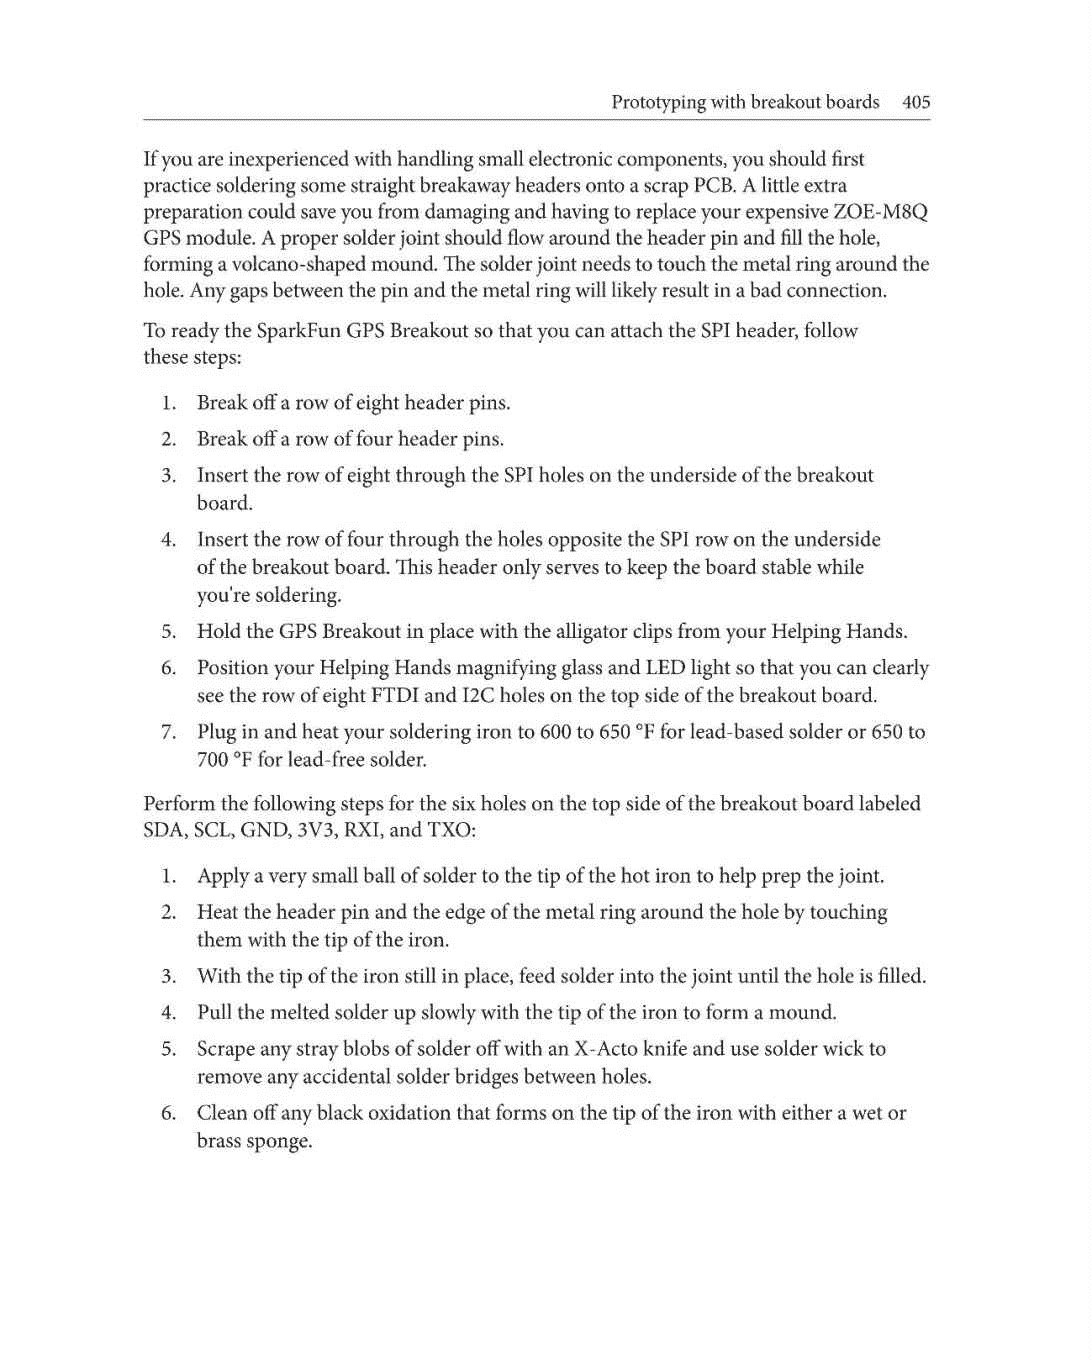 Prototyping with breakout boards 405
If you are inexperienced with handling small electronic components, you should first
practice soldering some straight breakaway headers onto a scrap PCB. A little extra
preparation could save you from damaging and having to replace your expensive ZOE-M8Q
GPS module. A proper solder joint should flow around the header pin and fill the hole,
forming a volcano-shaped mound. The solder joint needs to touch the metal ring around the
hole. Any gaps between the pin and the metal ring will likely result in a bad connection.
To ready the SparkFun GPS Breakout so that you can attach the SPI header, follow
these steps:
1. Break off a row of eight header pins.
2. Break off a row of four header pins.
3. Insert the row of eight through the SPI holes on the underside of the breakout
board.
4. Insert the row of four through the holes opposite the SPI row on the underside
of the breakout board. This header only serves to keep the board stable while
you're soldering.
5. Hold the GPS Breakout in place with the alligator clips from your Helping Hands.
6. Position your Helping Hands magnifying glass and LED light so that you can clearly
see the row of eight FTDI and I2C holes on the top side of the breakout board.
7. Plug in and heat your soldering iron to 600 to 650 °F for lead-based solder or 650 to
700 °F for lead-free solder.
Perform the following steps for the six holes on the top side of the breakout board labeled
SDA, SCL, GND, 3V3, RXI, and TXO:
1. Apply a very small ball of solder to the tip of the hot iron to help prep the joint.
2. Heat the header pin and the edge of the metal ring around the hole by touching
them with the tip of the iron.
3. With the tip of the iron still in place, feed solder into the joint until the hole is filled.
4. Pull the melted solder up slowly with the tip of the iron to form a mound.
5. Scrape any stray blobs of solder off with an X-Acto knife and use solder wick to
remove any accidental solder bridges between holes.
6. Clean off any black oxidation that forms on the tip of the iron with either a wet or
brass sponge.